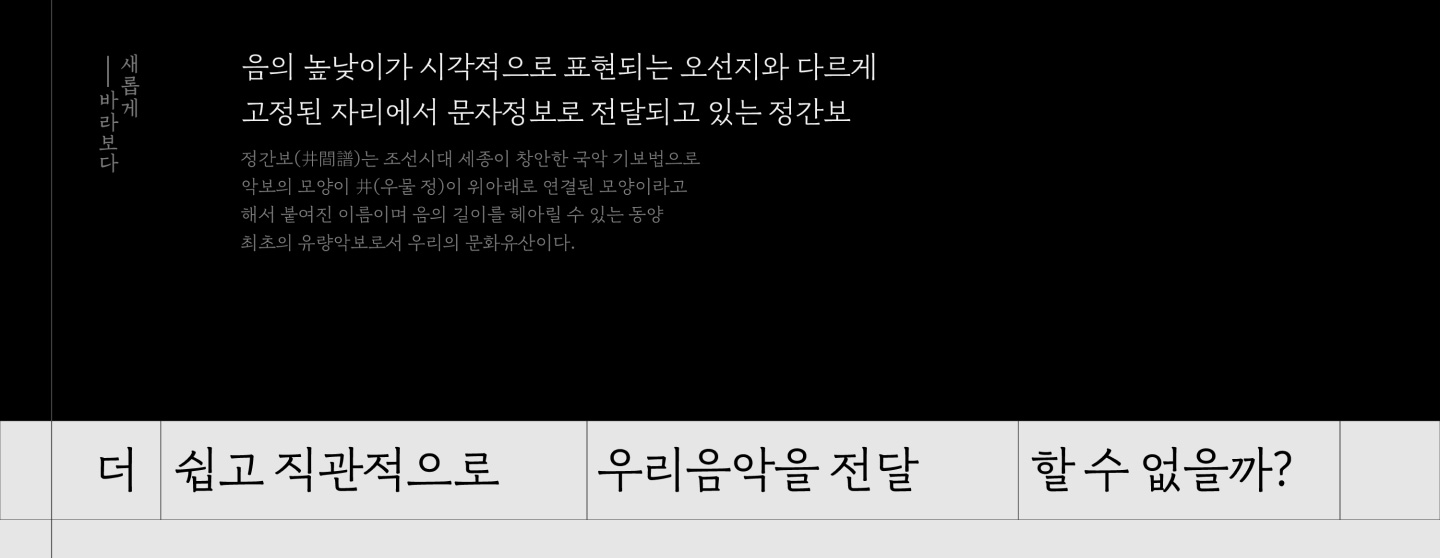 새롭게
바라보다
음의 높낮이가 시각적으로 표현되는 오선지와 다르게
고정된 자리에서 문자정보로 전달되고 있는 정간보
정간보(井間譜)는 조선시대 세종이 창안한 국악 기보법으로
악보의 모양이 井(우물 정)이 위아래로 연결된 모양이라고
해서 붙여진 이름이며 음의 길이를 헤아릴 수 있는 동양
최초의 유량악보로서 우리의 문화유산이다.
더 쉽고 직관적으로 우리음악을 전달 할 수 없을까?